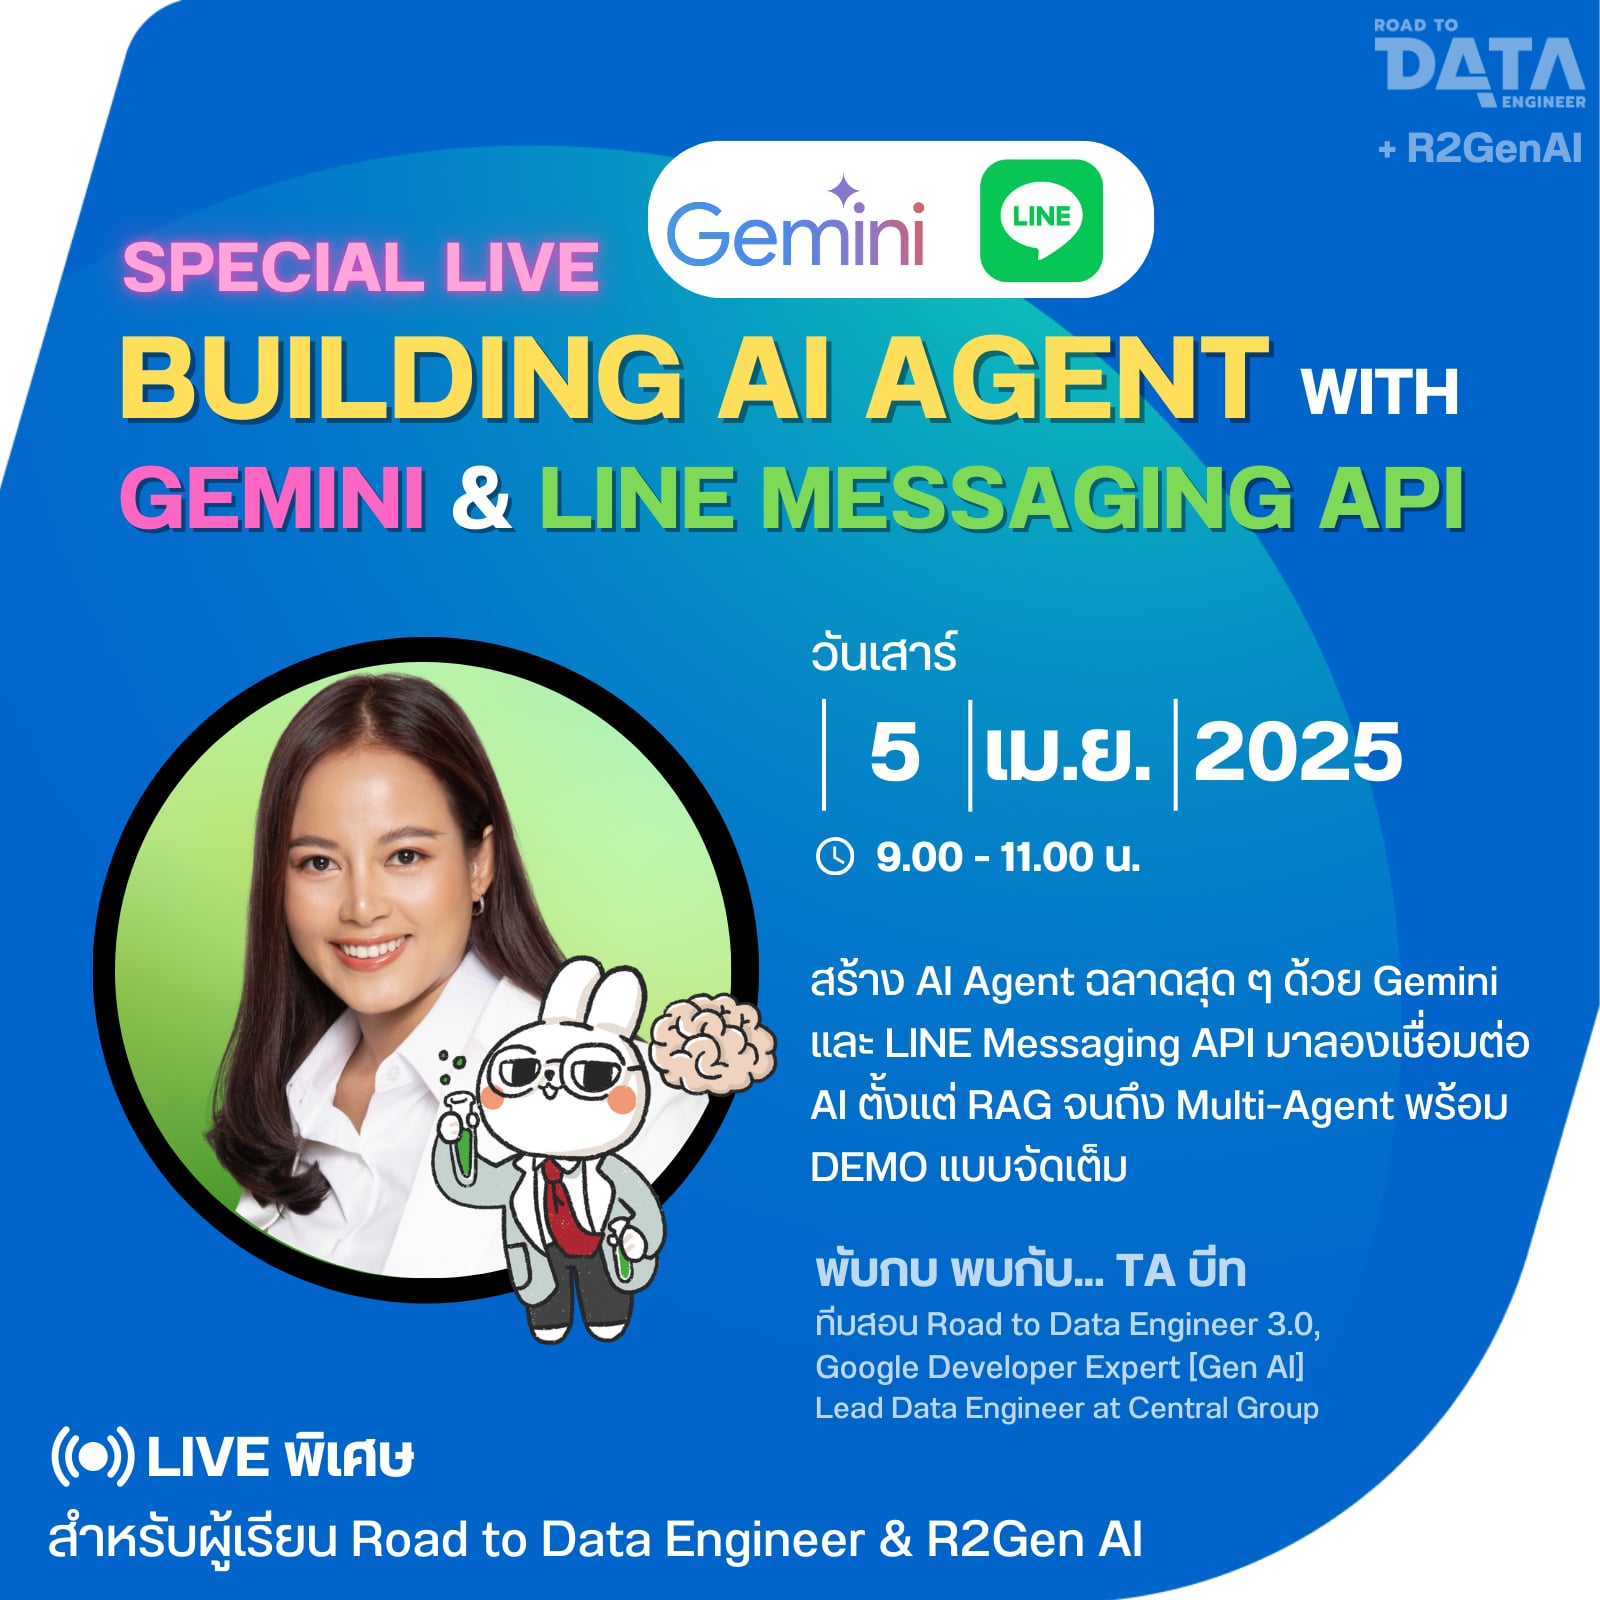 ROAD TO
DATA
ENGINEER
+ R2GenAI
Gemini
LINE
SPECIAL LIVE
BUILDING AI AGENT WITH
GEMINI & LINE MESSAGING API
วันเสาร์
5 เม.ย. 2025
9.00 - 11.00 น.
สร้าง AI Agent ฉลาดสุด ๆ ด้วย Gemini
และ LINE Messaging API มาลองเชื่อมต่อ
AI ตั้งแต่ RAG จนถึง Multi-Agent พร้อม
DEMO แบบจัดเต็ม
พับกบ พบกับ... TA บีท
ทีมสอน Road to Data Engineer 3.0,
Google Developer Expert [Gen AI]
Lead Data Engineer at Central Group
LIVE พิเศษ
สำหรับผู้เรียน Road to Data Engineer & R2Gen AI